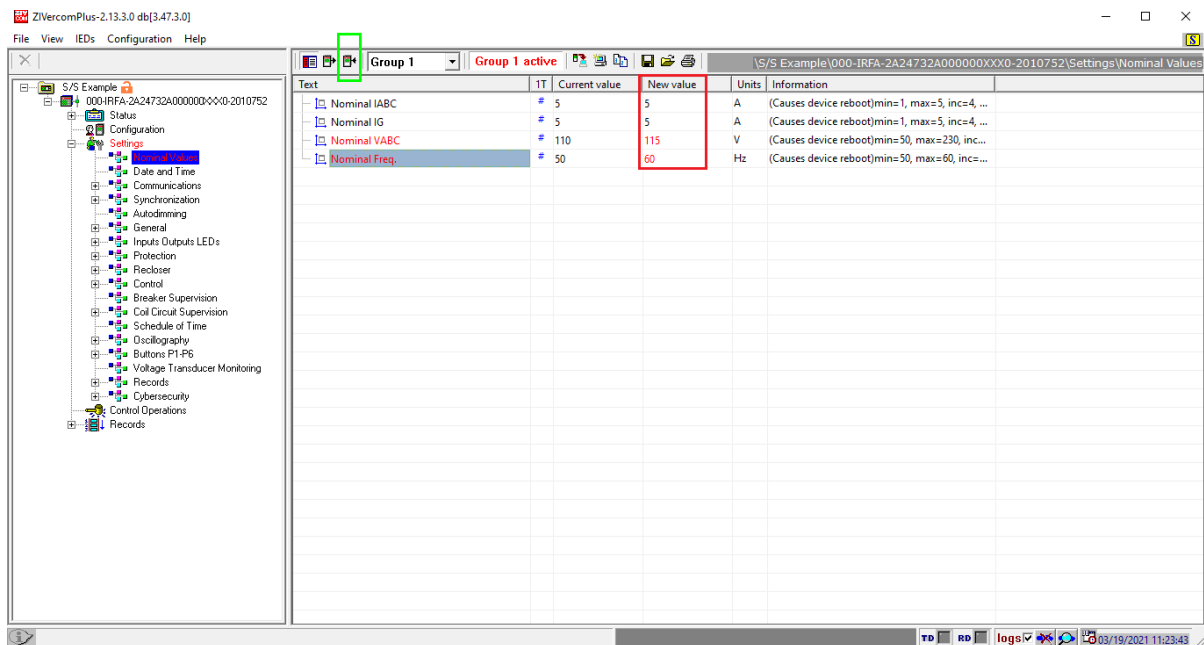 ZIVercomPlus-2.13.3.0 db[3.47.3.0]
File View IEDs Configuration Help
S
Group 1 Group 1 active \S/S Example\000-IRFA-2A24732A000000XXX0-2010752\Settings\Nominal Values
S/S Example
000-IRFA-2A24732A000000XXX0-2010752
Status
Configuration
Settings
Nominal Values
Date and Time
Communications
Synchronization
Autodimming
General
Inputs Outputs LEDs
Protection
Recloser
Control
Breaker Supervision
Coil Circuit Supervision
Schedule of Time
Oscillography
Buttons P1-P6
Voltage Transducer Monitoring
Records
Cybersecurity
Control Operations
Records
Text 1T Current value New value Units Information
Nominal IABC # 5 5 A (Causes device reboot)min=1, max=5, inc=4, ...
Nominal IG # 5 5 A (Causes device reboot)min=1, max=5, inc=4, ...
Nominal VABC # 110 115 V (Causes device reboot)min=50, max=230, inc...
Nominal Freq. # 50 60 Hz (Causes device reboot)min=50, max=60, inc=...
TD RD logs 03/19/2021 11:23:43